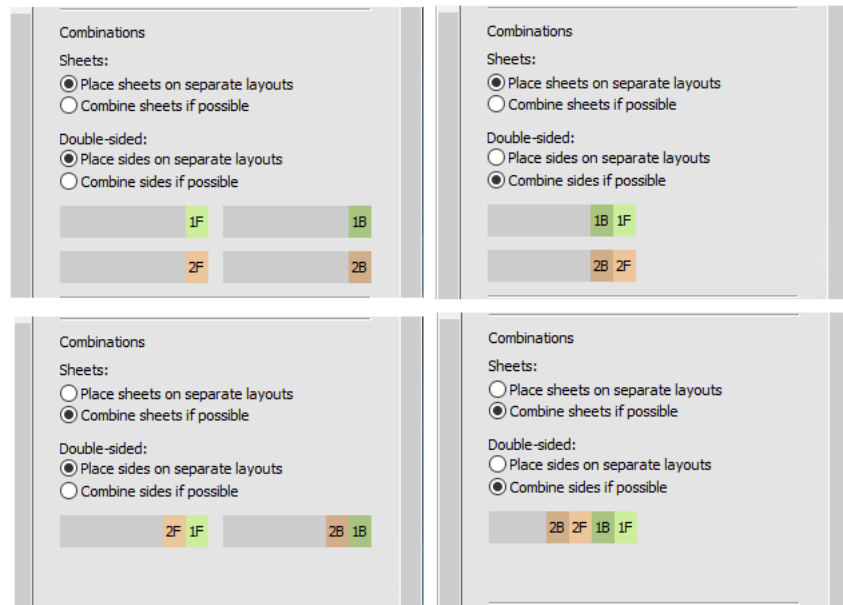 Combinations
Sheets:
Place sheets on separate layouts
Combine sheets if possible
Double-sided:
Place sides on separate layouts
Combine sides if possible
1F 1B
2F 2B
Combinations
Sheets:
Place sheets on separate layouts
Combine sheets if possible
Double-sided:
Place sides on separate layouts
Combine sides if possible
1B 1F
2B 2F
Combinations
Sheets:
Place sheets on separate layouts
Combine sheets if possible
Double-sided:
Place sides on separate layouts
Combine sides if possible
2F 1F 2B 1B
Combinations
Sheets:
Place sheets on separate layouts
Combine sheets if possible
Double-sided:
Place sides on separate layouts
Combine sides if possible
2B 2F 1B 1F